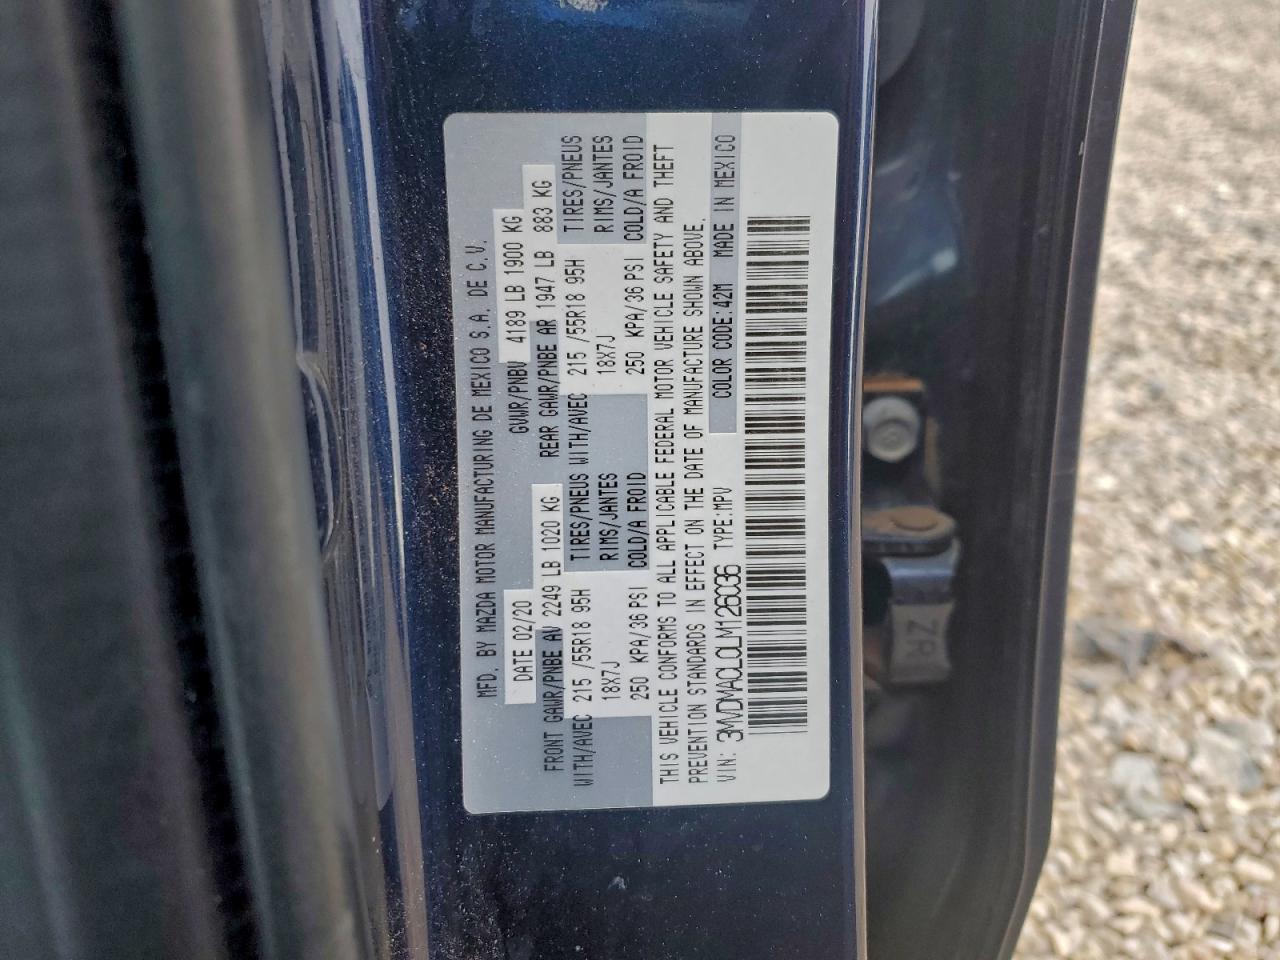 MFD. BY MAZDA MOTOR MANUFACTURING DE MEXICO S.A. DE C.V.
DATE 02/20 GVWR/PNBV 4189 LB 1900 KG
FRONT GAWR/PNBE AV 2249 LB 1020 KG REAR GAWR/PNBE AR 1947 LB 883 KG
WITH/AVEC 215 /55R18 95H TIRES/PNEUS WITH/AVEC 215 /55R18 95H TIRES/PNEUS
18X7J RIMS/JANTES 18X7J RIMS/JANTES
250 KPA/36 PSI COLD/A FROID 250 KPA/36 PSI COLD/A FROID
THIS VEHICLE CONFORMS TO ALL APPLICABLE FEDERAL MOTOR VEHICLE SAFETY AND THEFT
PREVENTION STANDARDS IN EFFECT ON THE DATE OF MANUFACTURE SHOWN ABOVE.
VIN: 3MVDMACL0LM126036 TYPE:MPV COLOR CODE:42M MADE IN MEXICO
ZR